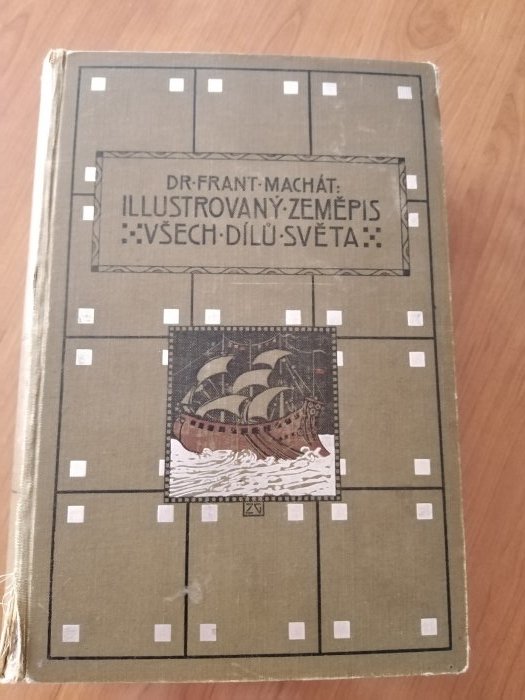 DR·FRANT·MACHÁT:
ILLUSTROVANÝ·ZEMĚPIS
VŠECH·DÍLŮ·SVĚTA